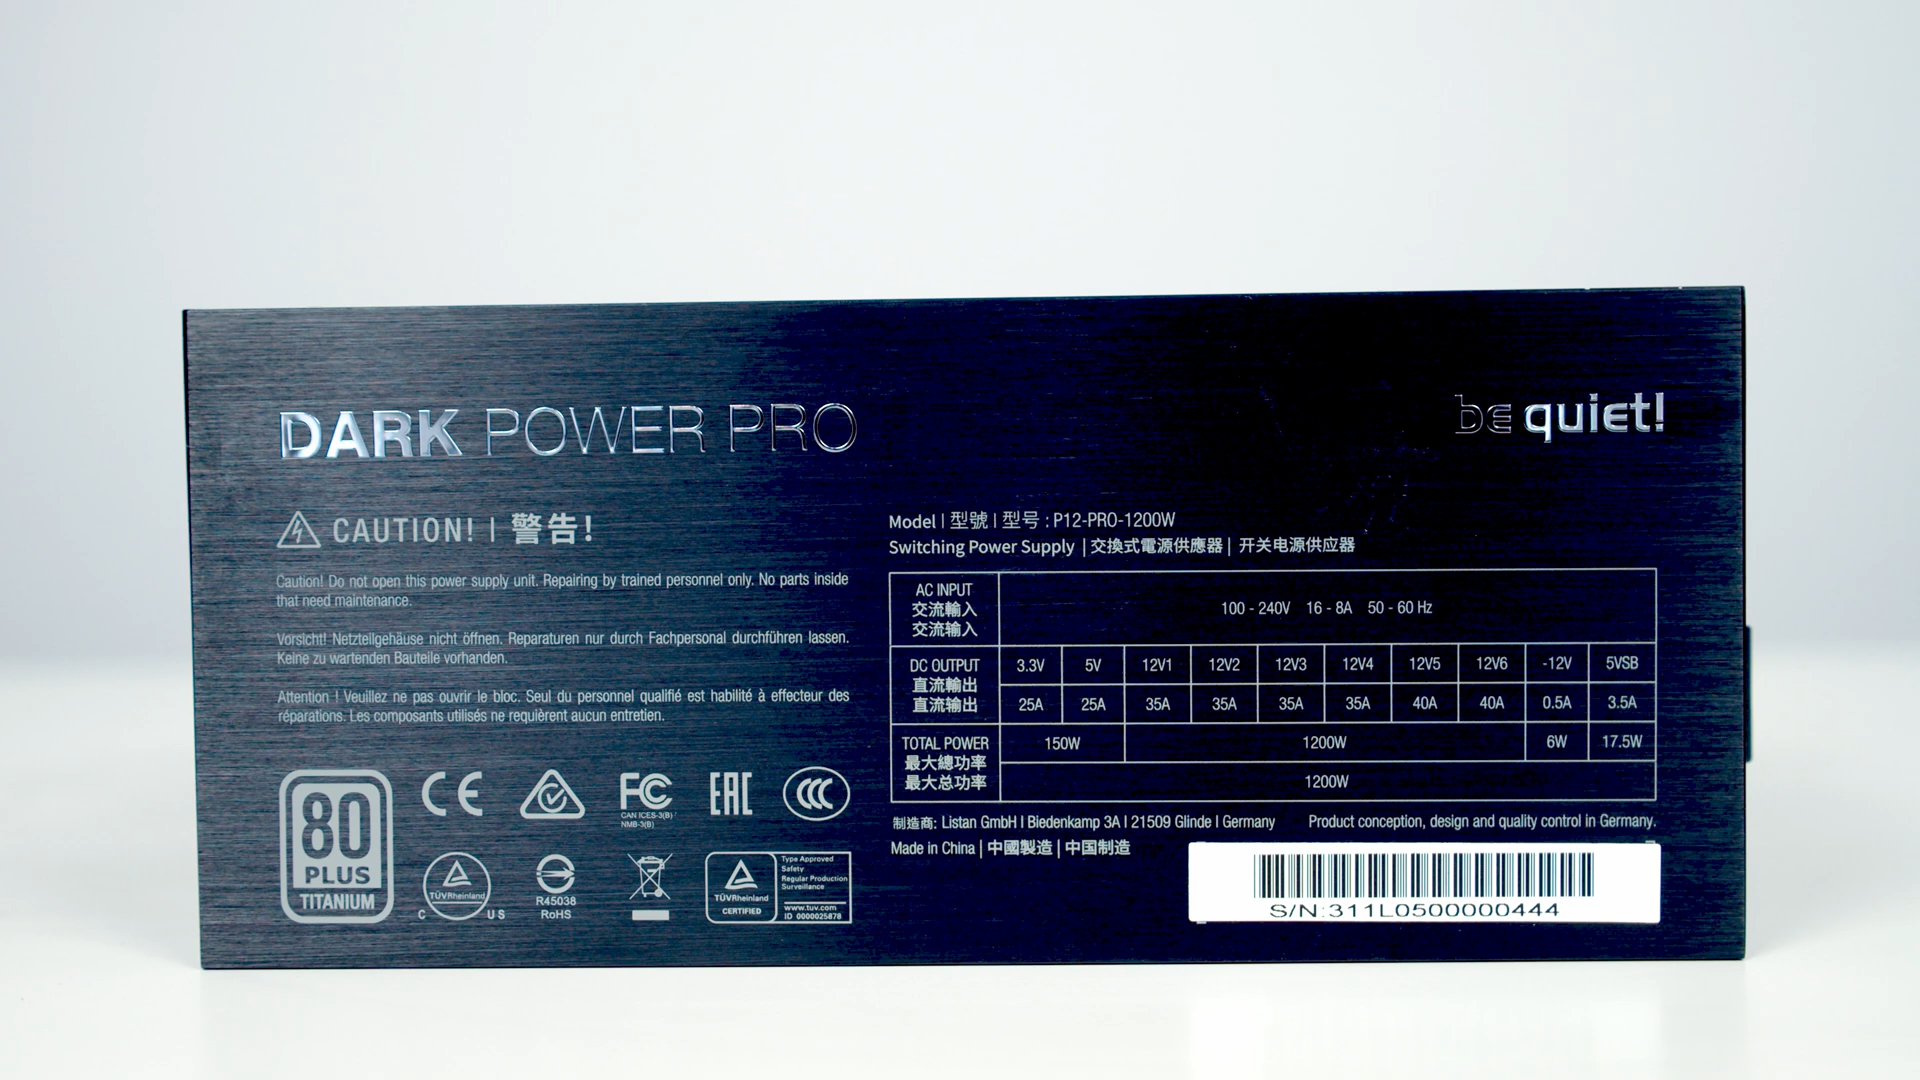 DARK POWER PRO
be quiet!
CAUTION! | 警告!
Caution! Do not open this power supply unit. Repairing by trained personnel only. No parts inside
that need maintenance.
Vorsicht! Netzteilgehäuse nicht öffnen. Reparaturen nur durch Fachpersonal durchführen lassen.
Keine zu wartenden Bauteile vorhanden.
Attention ! Veuillez ne pas ouvrir le bloc. Seul du personnel qualifié est habilité à effecteur des
réparations. Les composants utilisés ne requièrent aucun entretien.
80
PLUS
TITANIUM
CE
FC
CAN ICES-3(B)/
NMB-3(B)
EAC
CCC
TÜVRheinland
C US
R45038
RoHS
TÜVRheinland
CERTIFIED
Type Approved
Safety
Regular Production
Surveillance
www.tuv.com
ID 0000025878
Model | 型號 | 型号 : P12-PRO-1200W
Switching Power Supply | 交換式電源供應器 | 开关电源供应器
AC INPUT
交流輸入
交流输入
100 - 240V 16 - 8A 50 - 60 Hz
DC OUTPUT
直流輸出
直流输出
3.3V 5V 12V1 12V2 12V3 12V4 12V5 12V6 -12V 5VSB
25A 25A 35A 35A 35A 35A 40A 40A 0.5A 3.5A
TOTAL POWER
最大總功率
最大总功率
150W 1200W 6W 17.5W
1200W
制造商: Listan GmbH | Biedenkamp 3A | 21509 Glinde | Germany
Product conception, design and quality control in Germany.
Made in China | 中國製造 | 中国制造
S/N:311L0500000444